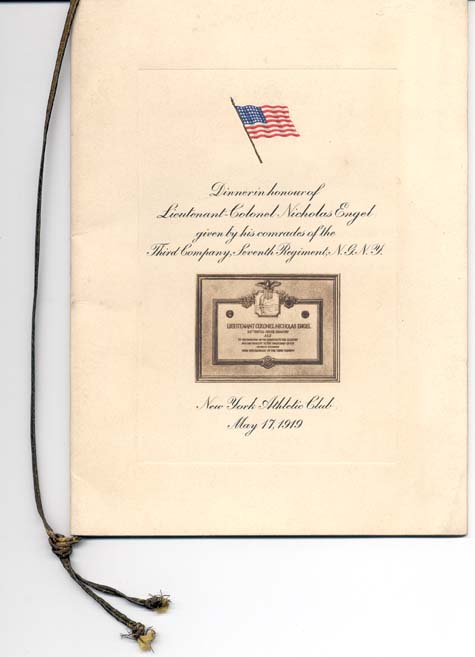 Dinner in honour of
Lieutenant-Colonel Nicholas Engel
given by his comrades of the
Third Company, Seventh Regiment, N.G.N.Y.
LIEUTENANT COLONEL NICHOLAS ENGEL
New York Athletic Club
May 17, 1919